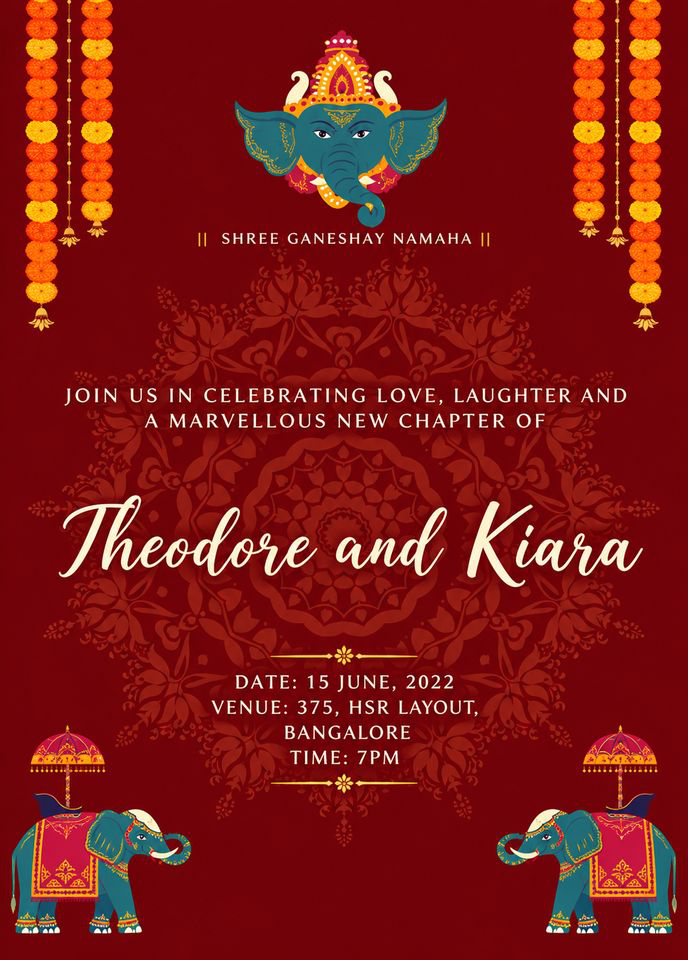 || SHREE GANESHAY NAMAHA ||
JOIN US IN CELEBRATING LOVE, LAUGHTER AND
A MARVELLOUS NEW CHAPTER OF
Theodore and Kiara
DATE: 15 JUNE, 2022
VENUE: 375, HSR LAYOUT,
BANGALORE
TIME: 7PM